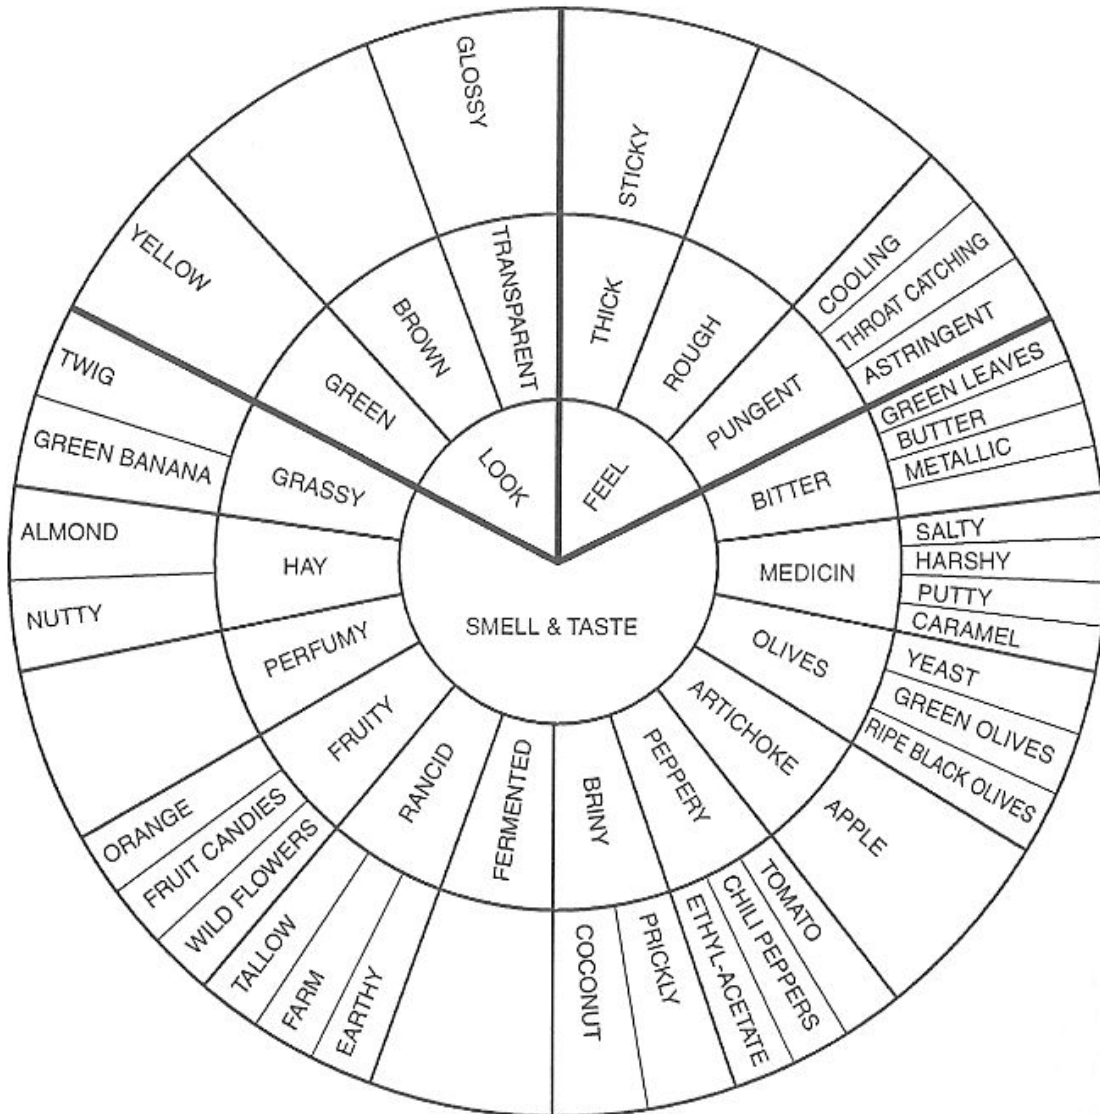 LOOK
FEEL
SMELL & TASTE
TRANSPARENT
THICK
ROUGH
PUNGENT
BITTER
MEDICIN
OLIVES
ARTICHOKE
PEPPERY
BRINY
FERMENTED
RANCID
FRUITY
PERFUMY
HAY
GRASSY
GREEN
BROWN
GLOSSY
STICKY
COOLING
THROAT CATCHING
ASTRINGENT
GREEN LEAVES
BUTTER
METALLIC
SALTY
HARSHY
PUTTY
CARAMEL
YEAST
GREEN OLIVES
RIPE BLACK OLIVES
APPLE
TOMATO
CHILI PEPPERS
ETHYL-ACETATE
PRICKLY
COCONUT
EARTHY
FARM
TALLOW
WILD FLOWERS
FRUIT CANDIES
ORANGE
NUTTY
ALMOND
GREEN BANANA
TWIG
YELLOW